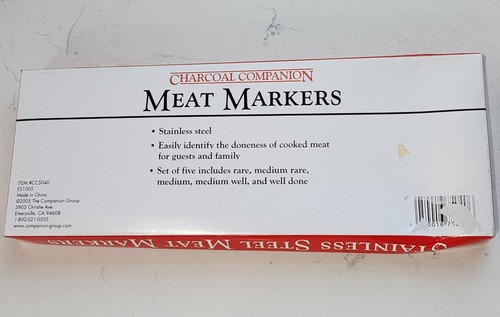 CHARCOAL COMPANION
MEAT MARKERS
• Stainless steel
• Easily identify the doneness of cooked meat
for guests and family
• Set of five includes rare, medium rare,
medium, medium well, and well done
ITEM #CC5040
ES1005
Made in China
©2005 The Companion Group
5905 Christie Ave.
Emeryville, CA 94608
1-800-521-0505
www.companion-group.com
STAINLESS STEEL MEAT MARKERS